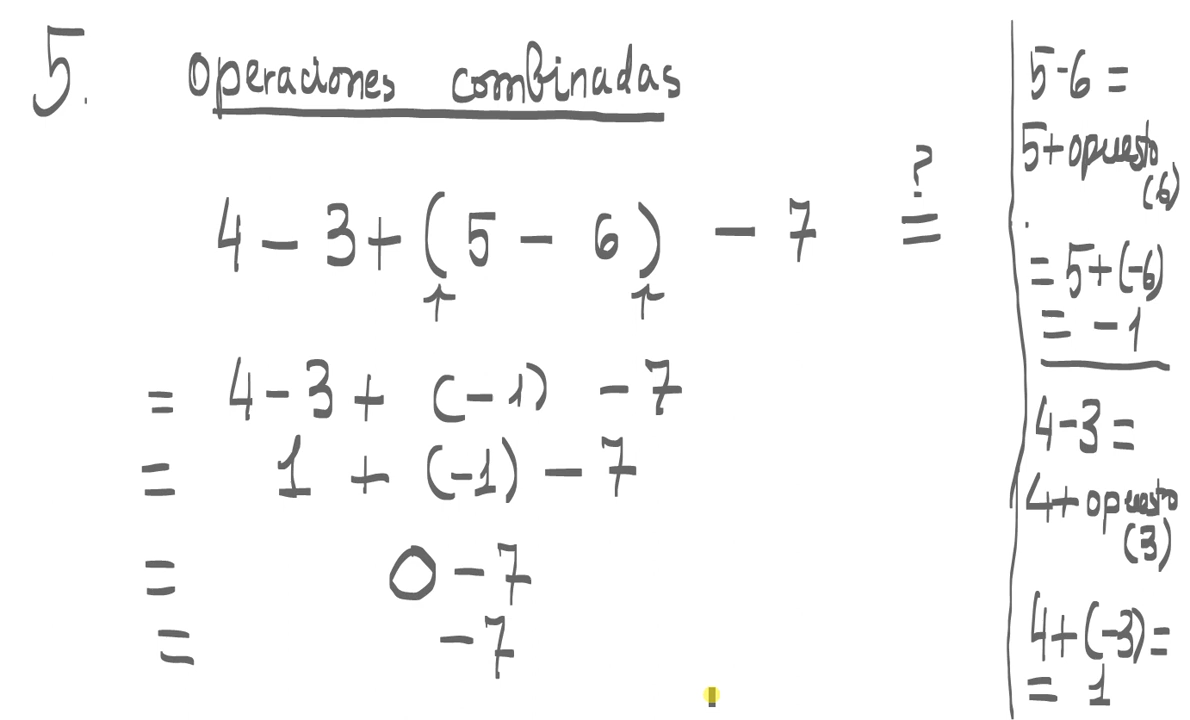 5. Operaciones combinadas
?
4 - 3 + (5 - 6) - 7 =
↑ ↑
= 4 - 3 + (-1) - 7
= 1 + (-1) - 7
= 0 - 7
= -7
5 - 6 =
5 + opuesto
(6)
= 5 + (-6)
= -1
4 - 3 =
4 + opuesto
(3)
4 + (-3) =
= 1